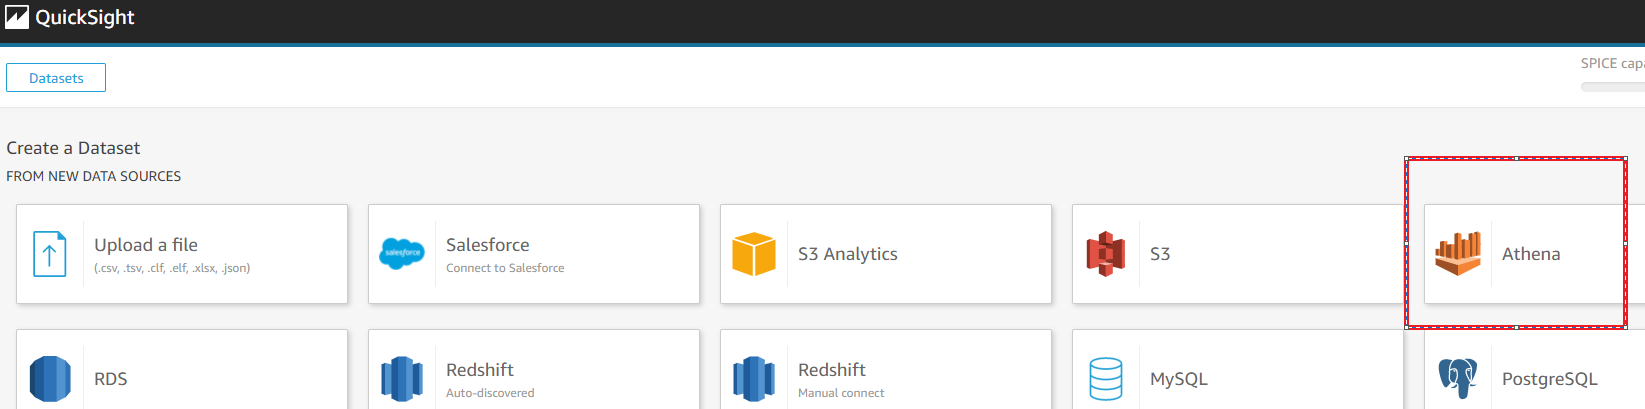 QuickSight
Datasets
SPICE capa
Create a Dataset
FROM NEW DATA SOURCES
Upload a file
(.csv, .tsv, .clf, .elf, .xlsx, .json)
salesforce
Salesforce
Connect to Salesforce
S3 Analytics
S3
Athena
RDS
Redshift
Auto-discovered
Redshift
Manual connect
MySQL
PostgreSQL